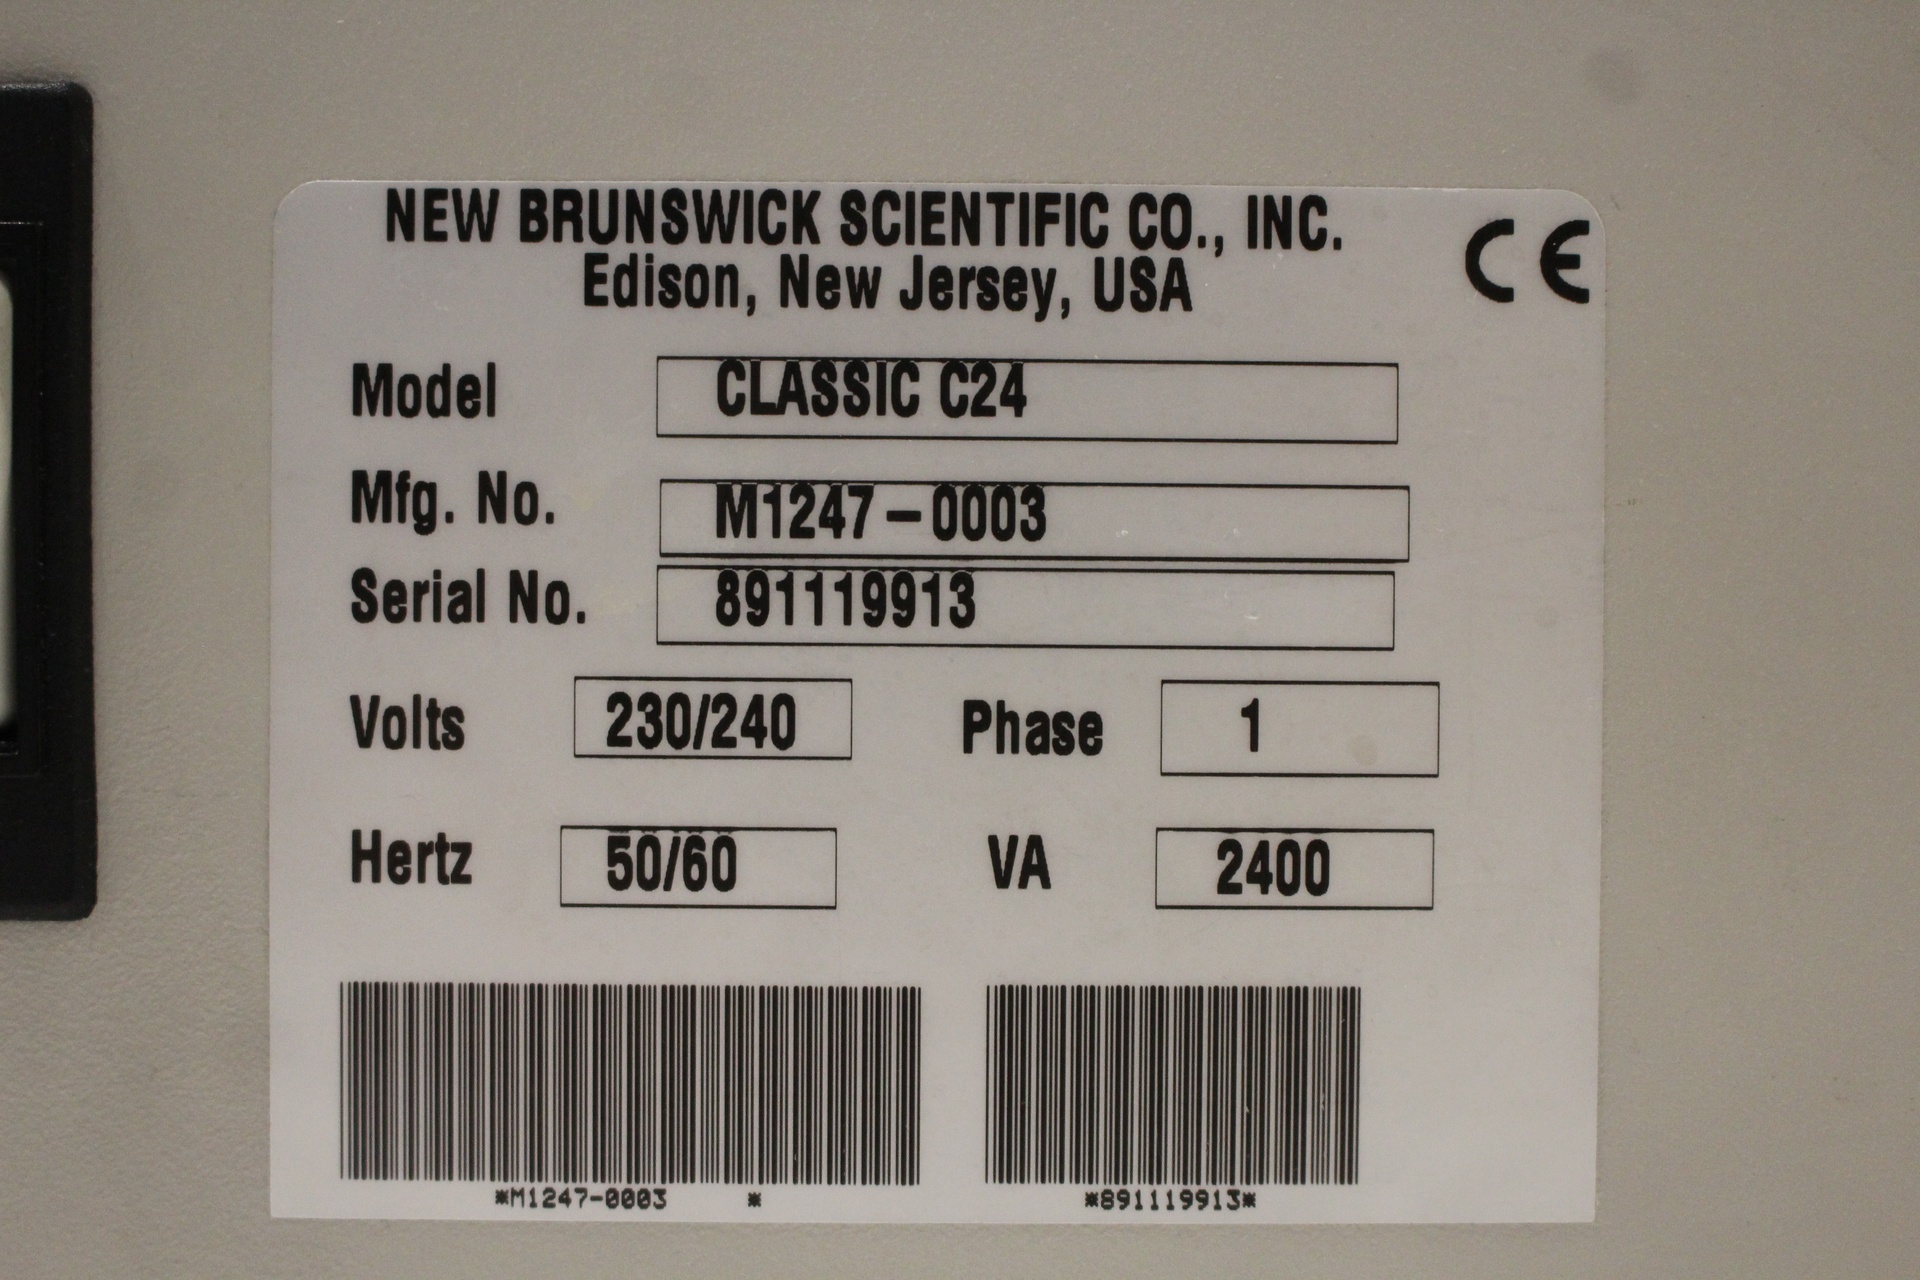 NEW BRUNSWICK SCIENTIFIC CO., INC.
Edison, New Jersey, USA
CE
Model CLASSIC C24
Mfg. No. M1247-0003
Serial No. 891119913
Volts 230/240 Phase 1
Hertz 50/60 VA 2400
*M1247-0003 * *891119913*